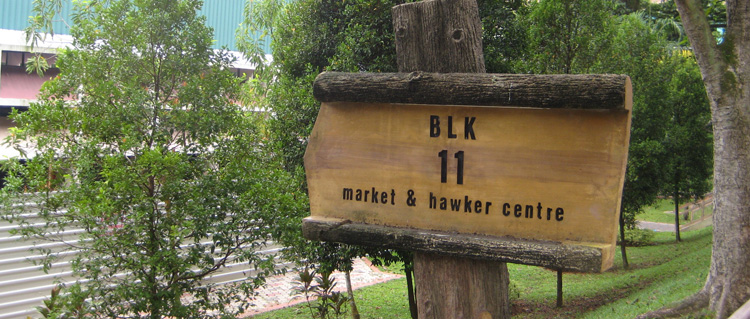 BLK
11
market & hawker centre